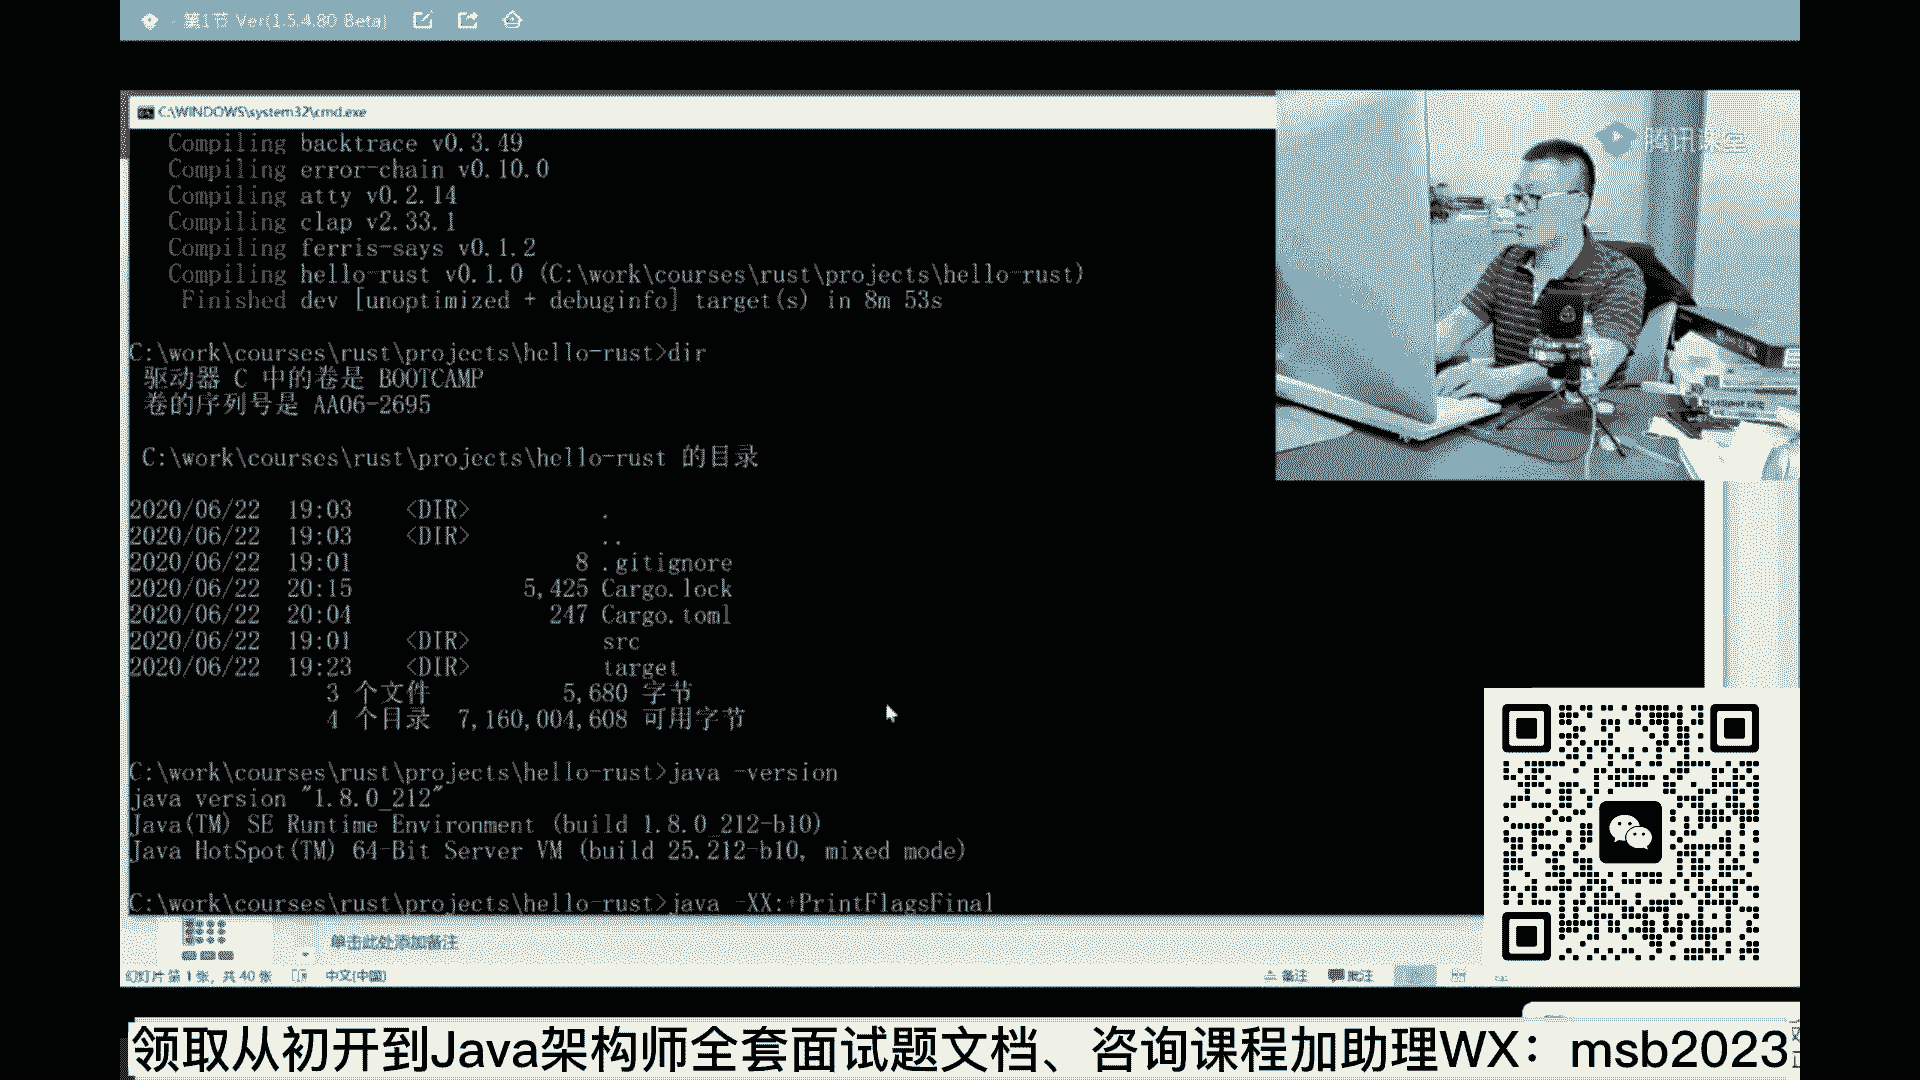 · 第1节 Ver(1.5.4.80 Beta)
C:\WINDOWS\system32\cmd.exe
腾讯课堂
Compiling backtrace v0.3.49
Compiling error-chain v0.10.0
Compiling atty v0.2.14
Compiling clap v2.33.1
Compiling ferris-says v0.1.2
Compiling hello-rust v0.1.0 (C:\work\courses\rust\projects\hello-rust)
Finished dev [unoptimized + debuginfo] target(s) in 8m 53s
C:\work\courses\rust\projects\hello-rust>dir
驱动器 C 中的卷是 BOOTCAMP
卷的序列号是 AA06-2695
C:\work\courses\rust\projects\hello-rust 的目录
2020/06/22 19:03 <DIR> .
2020/06/22 19:03 <DIR> ..
2020/06/22 19:01 8 .gitignore
2020/06/22 20:15 5,425 Cargo.lock
2020/06/22 20:04 247 Cargo.toml
2020/06/22 19:01 <DIR> src
2020/06/22 19:23 <DIR> target
3 个文件 5,680 字节
4 个目录 7,160,004,608 可用字节
C:\work\courses\rust\projects\hello-rust>java -version
java version "1.8.0_212"
Java(TM) SE Runtime Environment (build 1.8.0_212-b10)
Java HotSpot(TM) 64-Bit Server VM (build 25.212-b10, mixed mode)
C:\work\courses\rust\projects\hello-rust>java -XX:+PrintFlagsFinal
单击此处添加备注
幻灯片 第 1 张，共 40 张 中文(中国) 备注 批注
领取从初开到Java架构师全套面试题文档、咨询课程加助理WX：msb2023